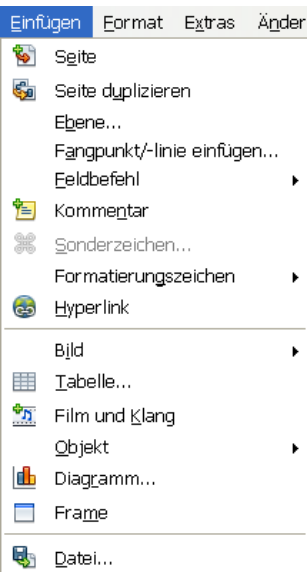 Einfügen Format Extras Änder
Seite
Seite duplizieren
Ebene...
Fangpunkt/-linie einfügen...
Feldbefehl
Kommentar
Sonderzeichen...
Formatierungszeichen
Hyperlink
Bild
Tabelle...
Film und Klang
Objekt
Diagramm...
Frame
Datei...